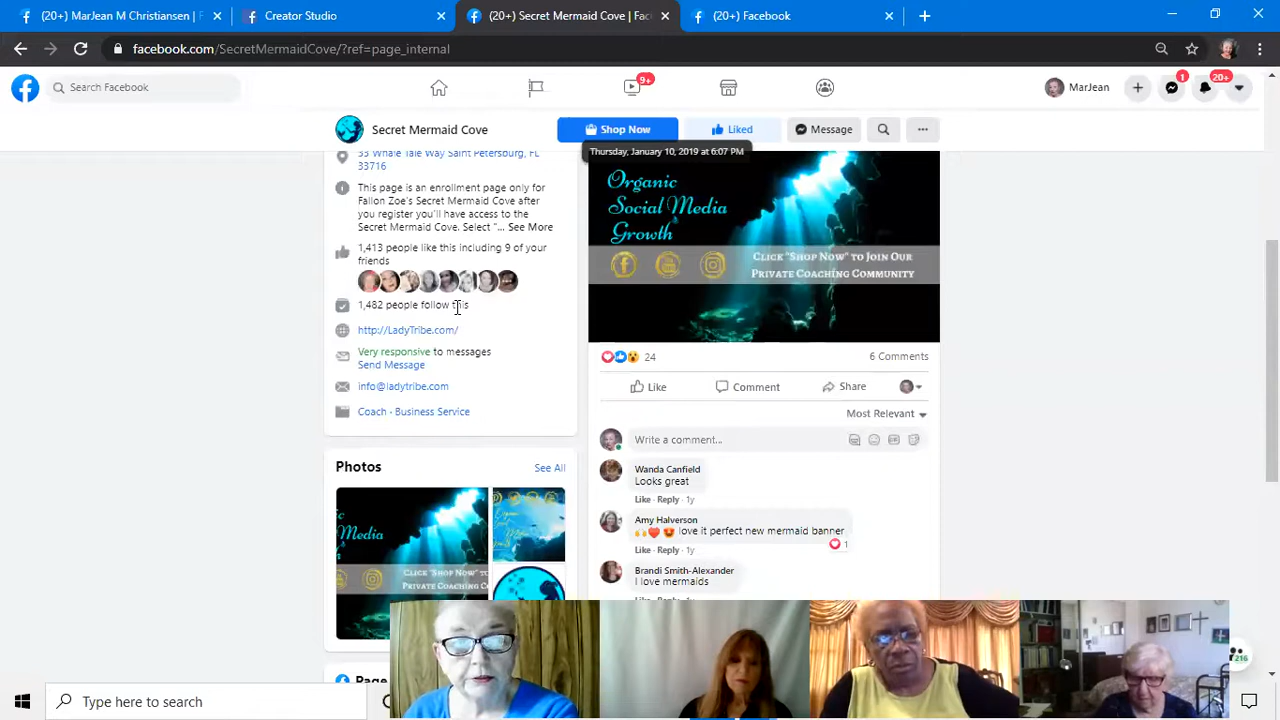 (20+) MarJean M Christiansen | F
Creator Studio
(20+) Secret Mermaid Cove | Fac
(20+) Facebook
facebook.com/SecretMermaidCove/?ref=page_internal
Search Facebook
9+
MarJean
1
20+
Secret Mermaid Cove
Shop Now
Liked
Message
Thursday, January 10, 2019 at 6:07 PM
33 Whale Tale Way Saint Petersburg, FL
33716
This page is an enrollment page only for
Fallon Zoe's Secret Mermaid Cove after
you register you'll have access to the
Secret Mermaid Cove. Select "... See More
1,413 people like this including 9 of your
friends
1,482 people follow this
http://LadyTribe.com/
Very responsive to messages
Send Message
info@ladytribe.com
Coach · Business Service
Photos
See All
Organic
Social Media
Growth
Click "Shop Now" to Join Our
Private Coaching Community
24
6 Comments
Like
Comment
Share
Most Relevant
Write a comment...
Wanda Canfield
Looks great
Like · Reply · 1y
Amy Halverson
🙌❤️😍 love it perfect new mermaid banner
1
Like · Reply · 1y
Brandi Smith-Alexander
I love mermaids
216
Type here to search